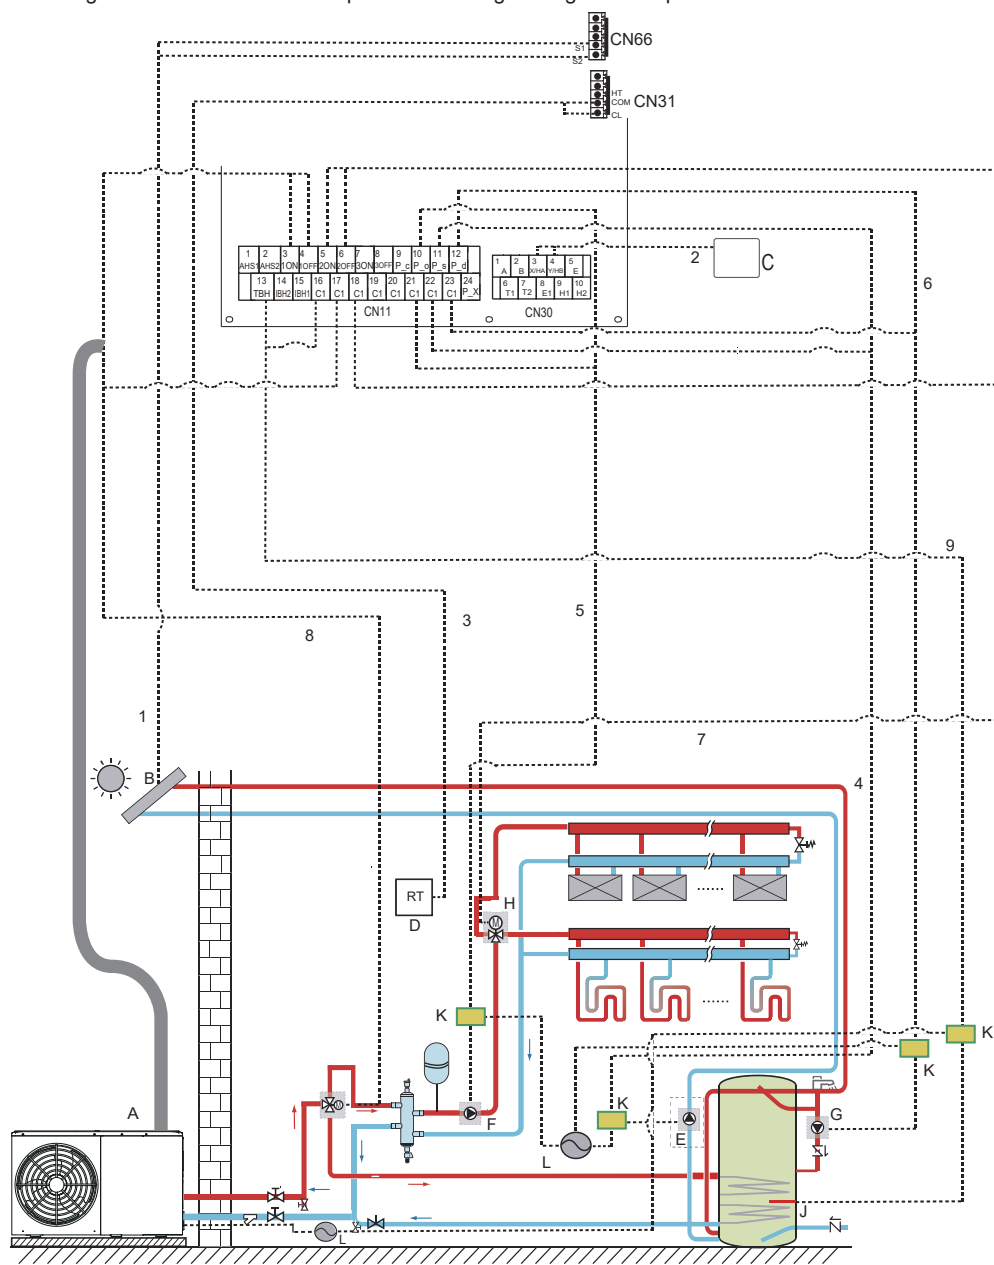 S1
CN66
S2
HT
COM
CN31
CL
1 2 3 4 5 6 7 8 9 10 11 12
AHS1 AHS2 1ON 1OFF 2ON 2OFF 3ON 3OFF P_c P_o P_s P_d
13 14 15 16 17 18 19 20 21 22 23 24
TBH IBH2 IBH1 C1 C1 C1 C1 C1 C1 C1 C1 P_X
CN11
1 2 3 4 5
A B X/HA Y/HB E
6 7 8 9 10
T1 T2 E1 H1 H2
CN30
2
C
6
9
5
3
8
1
7
4
B
RT
D
H
M
K
K
K
K
A
M
F
L
E
G
J
L